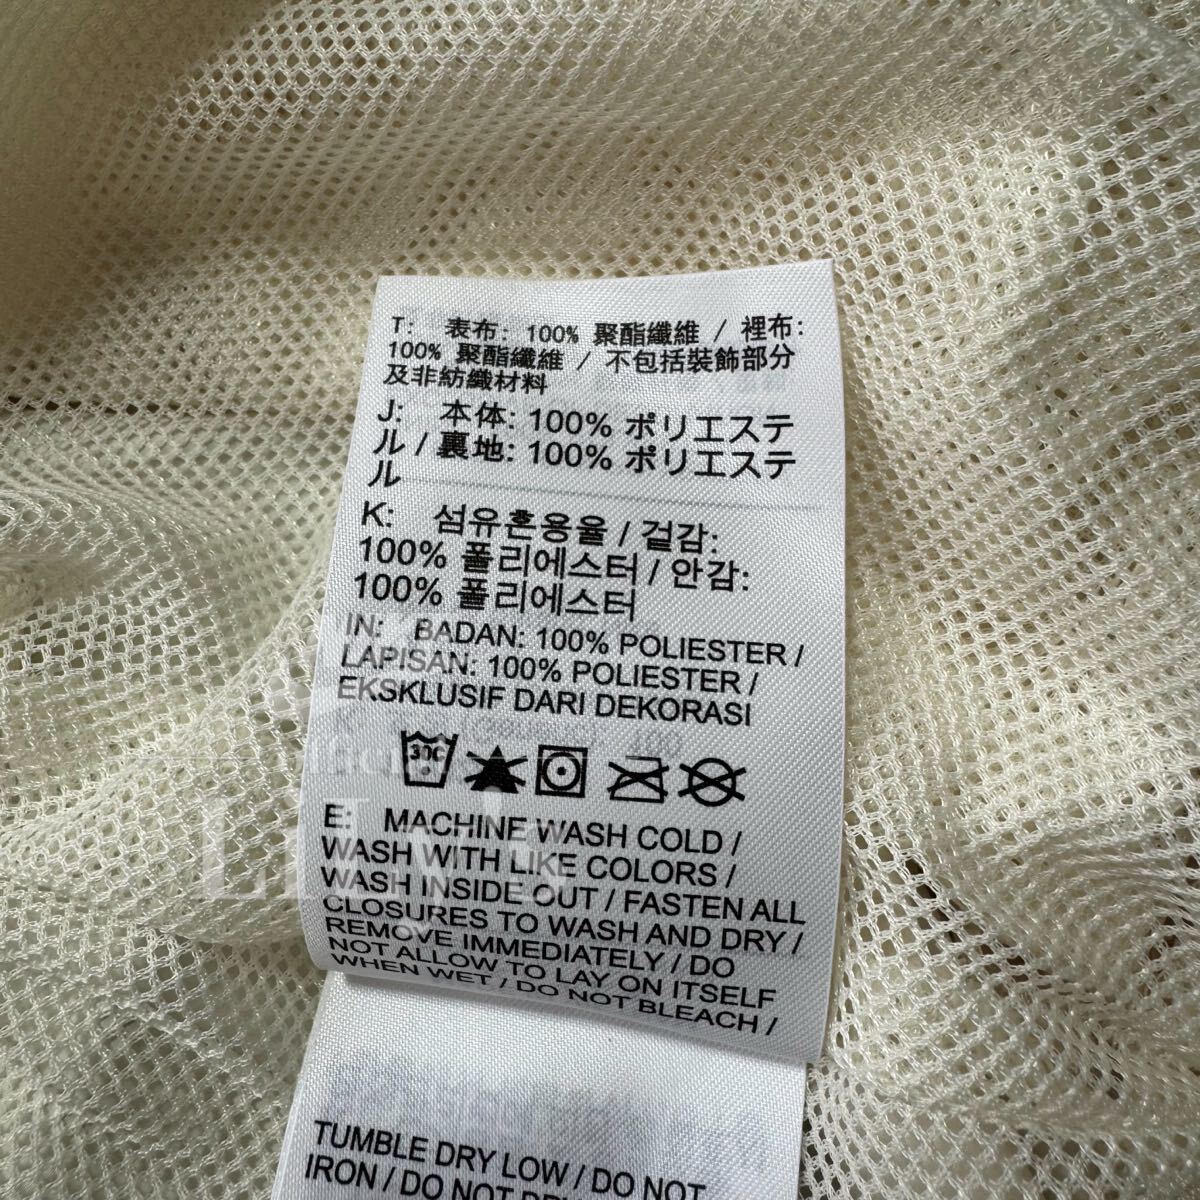 T: 表布: 100% 聚酯纖維 / 裡布:
100% 聚酯纖維 / 不包括裝飾部分
及非紡織材料
J: 本体: 100% ポリエステ
ル / 裏地: 100% ポリエステ
ル
K: 섬유혼용율 / 겉감:
100% 폴리에스터 / 안감:
100% 폴리에스터
IN: BADAN: 100% POLIESTER /
LAPISAN: 100% POLIESTER /
EKSKLUSIF DARI DEKORASI
30C
E: MACHINE WASH COLD /
WASH WITH LIKE COLORS /
WASH INSIDE OUT / FASTEN ALL
CLOSURES TO WASH AND DRY /
REMOVE IMMEDIATELY / DO
NOT ALLOW TO LAY ON ITSELF
WHEN WET / DO NOT BLEACH /
TUMBLE DRY LOW / DO NOT
IRON / DO NOT